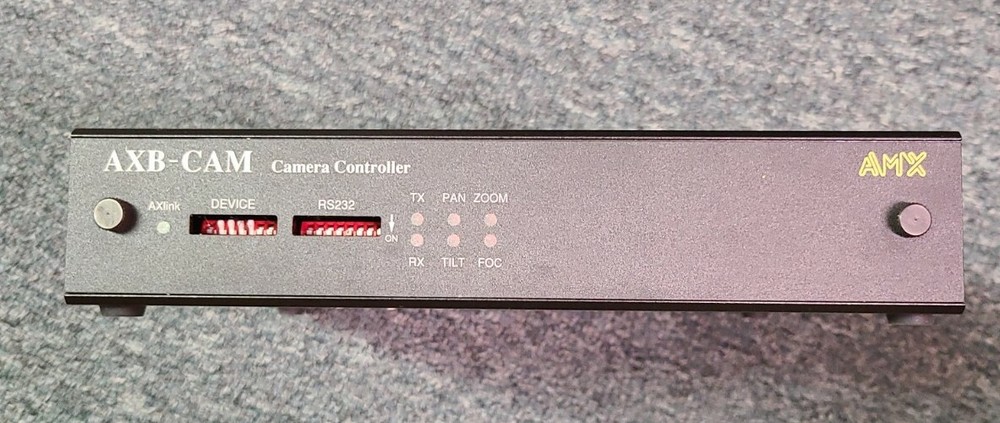 AXB-CAM Camera Controller
AMX
AXlink DEVICE RS232 TX PAN ZOOM
ON
RX TILT FOC